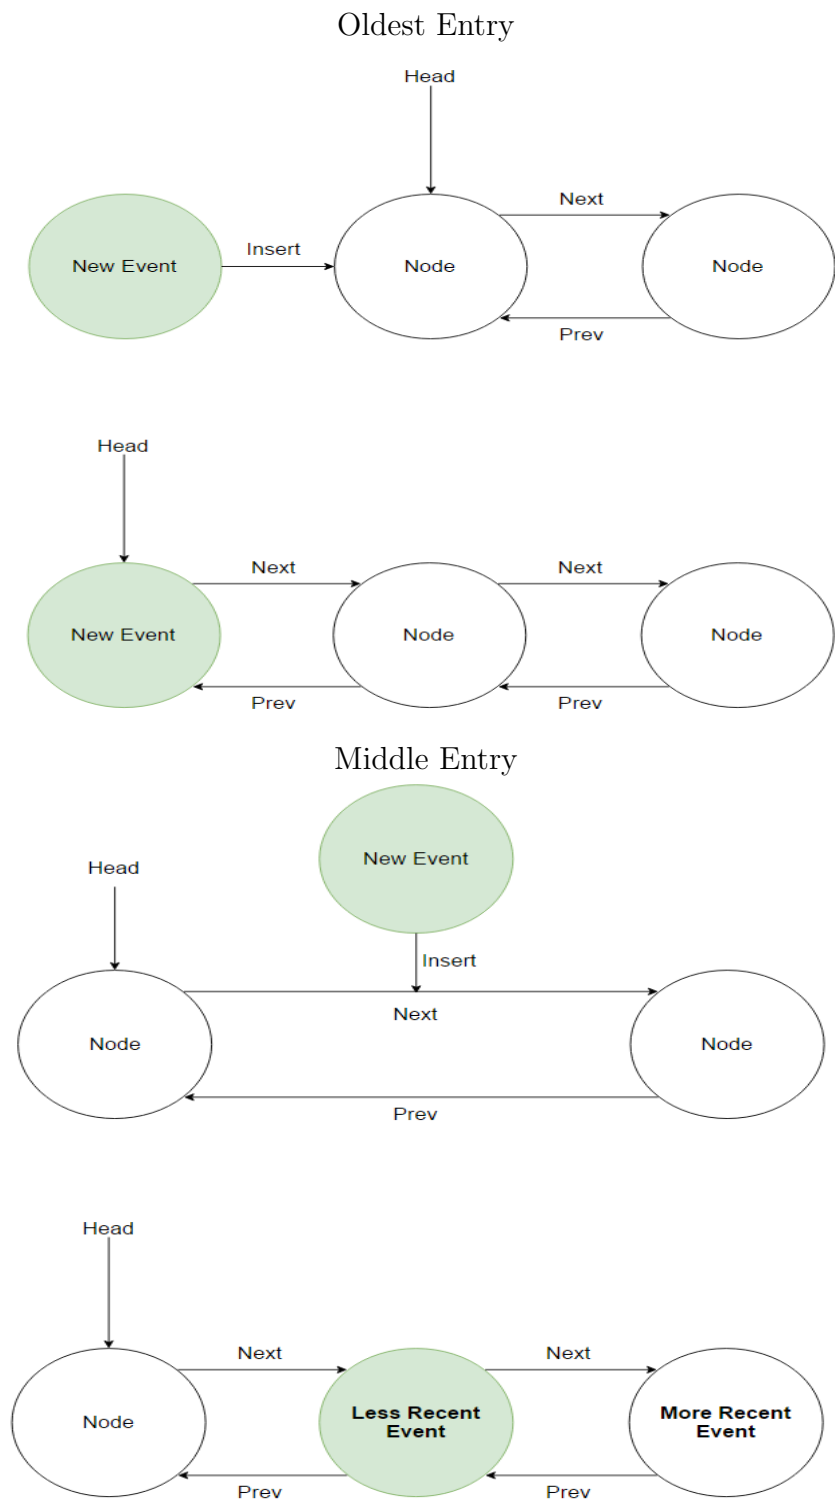 Oldest Entry
Head
Next
Insert
New Event
Node
Node
Prev
Head
Next
Next
New Event
Node
Node
Prev
Prev
Middle Entry
New Event
Head
Insert
Next
Node
Node
Prev
Head
Next
Next
Node
Less Recent
Event
More Recent
Event
Prev
Prev